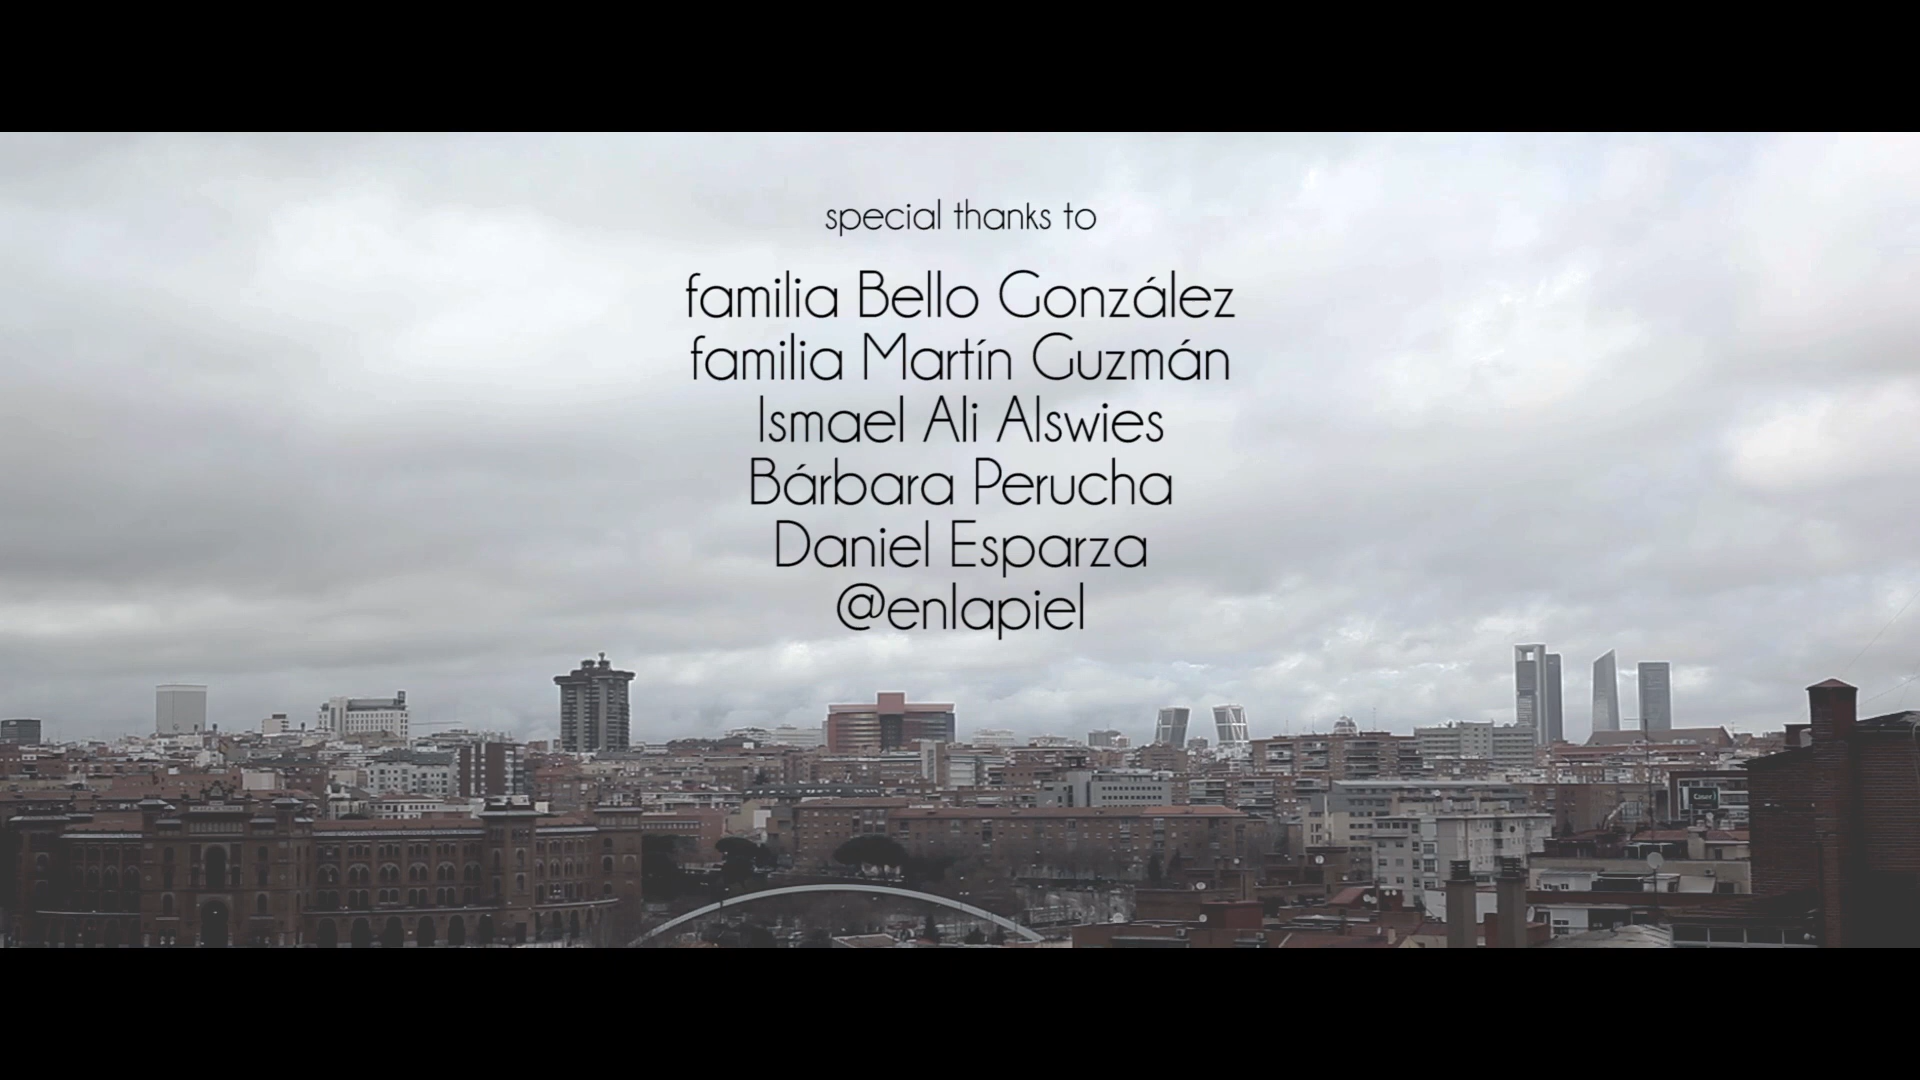 special thanks to
familia Bello González
familia Martín Guzmán
Ismael Ali Alswies
Bárbara Perucha
Daniel Esparza
@enlapiel